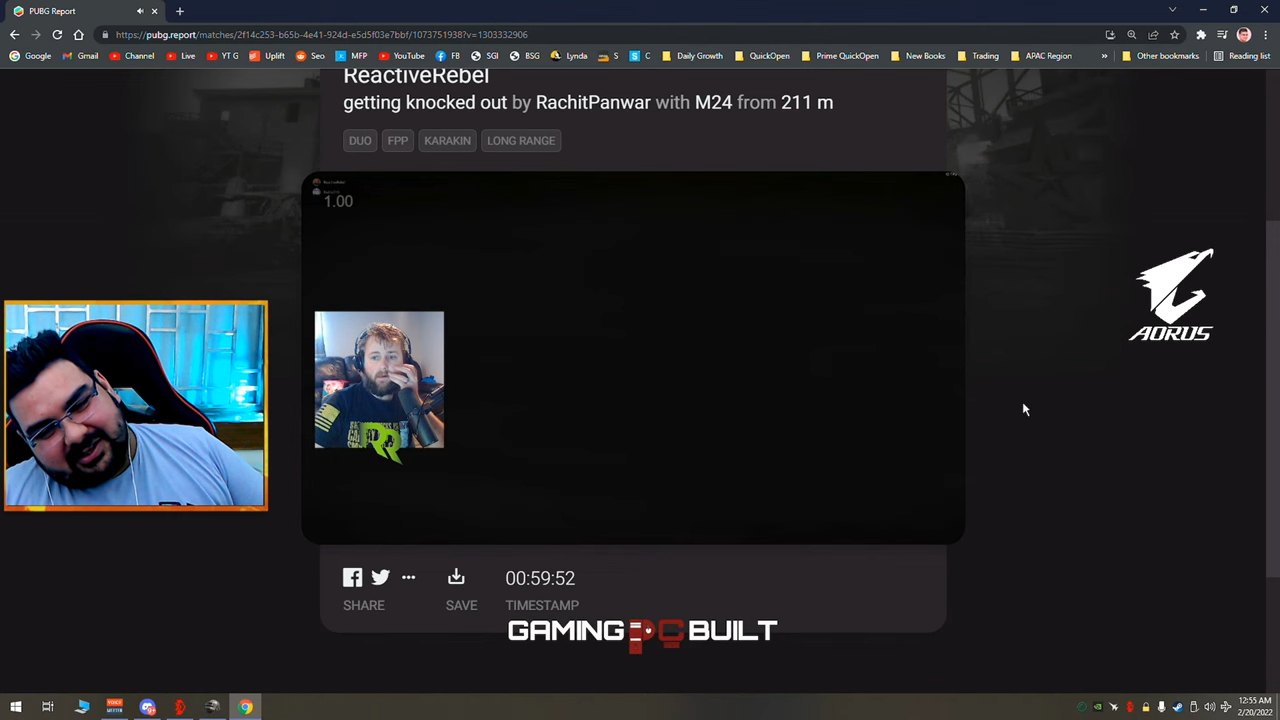 PUBG Report
https://pubg.report/matches/2f14c253-b65b-4e41-924d-e5d5f03e7bbf/1073751938?v=1303332906
Google
Gmail
Channel
Live
YT G
Uplift
Seo
MFP
YouTube
FB
SGI
BSG
Lynda
S
C
Daily Growth
QuickOpen
Prime QuickOpen
New Books
Trading
APAC Region
Other bookmarks
Reading list
ReactiveRebel
getting knocked out by RachitPanwar with M24 from 211 m
DUO
FPP
KARAKIN
LONG RANGE
1.00
RR
AORUS
00:59:52
SHARE
SAVE
TIMESTAMP
GAMING PC BUILT
12:55 AM
2/20/2022